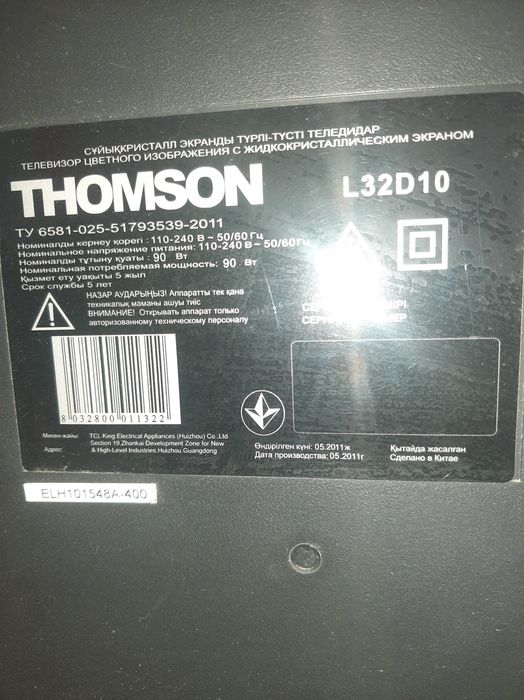 СҰЙЫҚКРИСТАЛЛ ЭКРАНДЫ ТҮРЛІ-ТҮСТІ ТЕЛЕДИДАР
ТЕЛЕВИЗОР ЦВЕТНОГО ИЗОБРАЖЕНИЯ С ЖИДКОКРИСТАЛЛИЧЕСКИМ ЭКРАНОМ
THOMSON
L32D10
ТУ 6581-025-51793539-2011
Номиналды кернеу қорегі : 110-240 В ~ 50/60 Гц
Номинальное напряжение питания: 110-240 В ~ 50/60Гц
Номиналды тұтыну қуаты : 90 Вт
Номинальная потребляемая мощность: 90 Вт
Қызмет ету уақыты 5 жыл
Срок службы 5 лет
НАЗАР АУДАРЫҢЫЗ! Аппаратты тек қана
техникалық маманы ашуы тиіс
ВНИМАНИЕ! Открывать аппарат только
авторизованному техническому персоналу
8 032800 011322
Мекен-жайы:
Адрес:
TCL King Electrical Appliances (Huizhou) Co.,Ltd
Section 19,Zhonkai Development Zone for New
& High-Level Industries.Huizhou.Guangdong
Өндірілген күні: 05.2011ж
Дата производства: 05.2011г
Қытайда жасалған
Сделано в Китае
ELH101548A-400